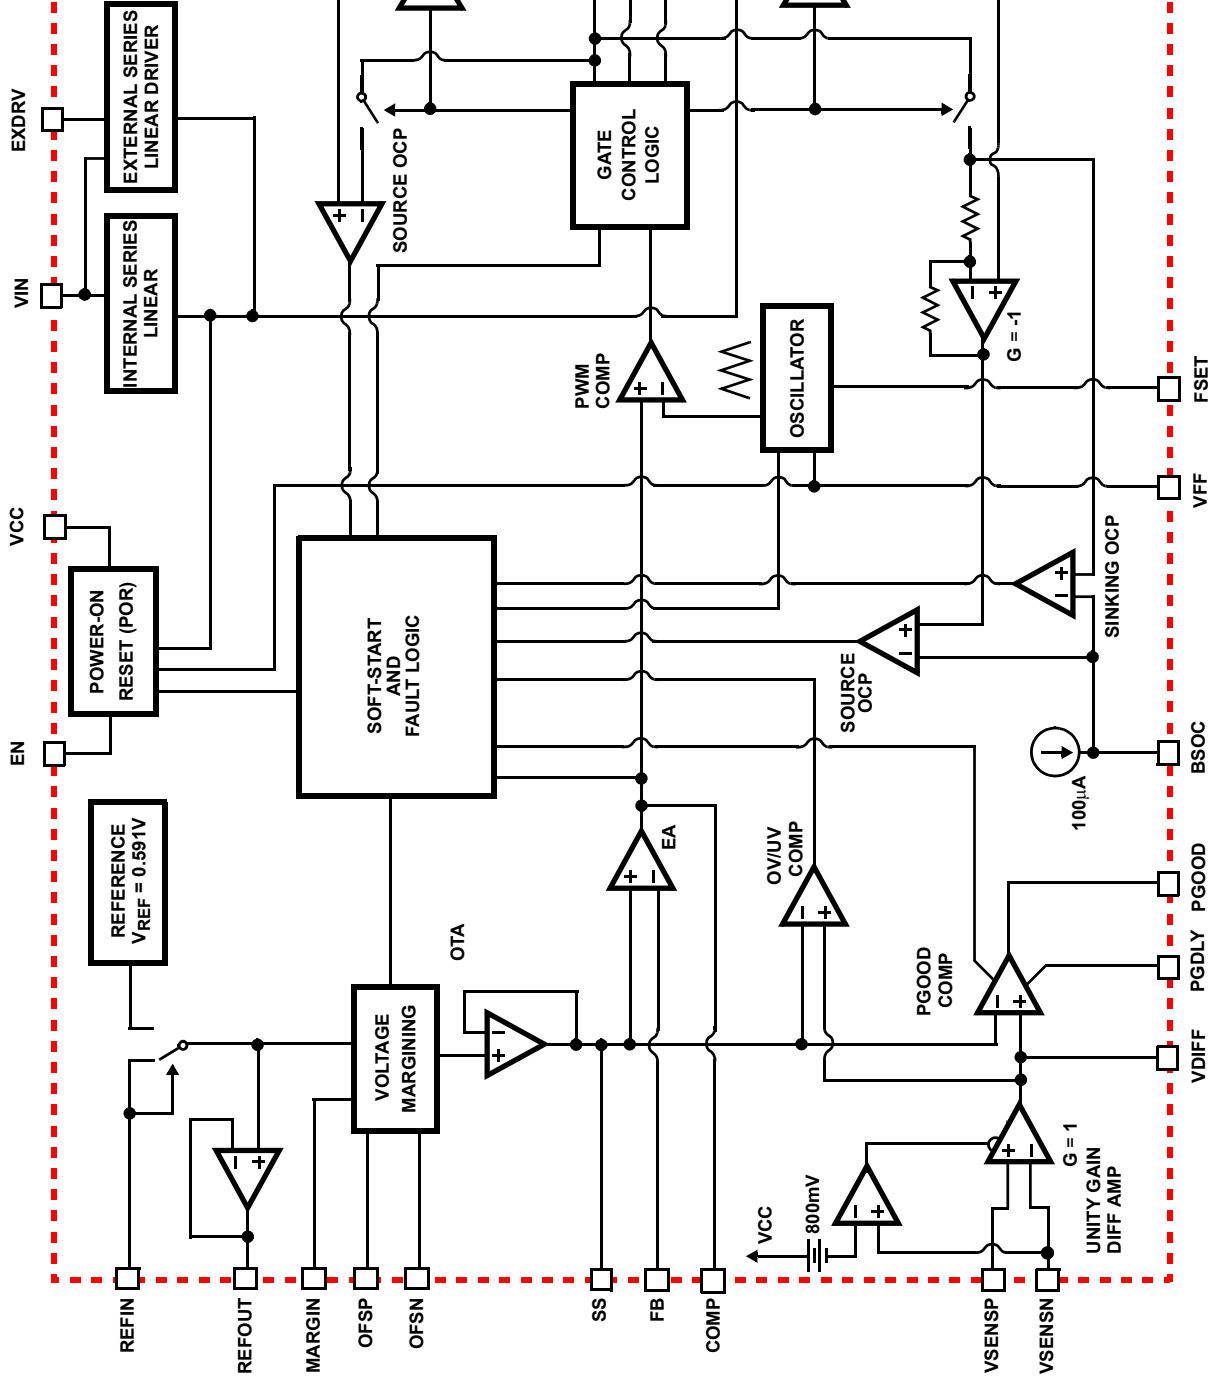 EXDRV
EXTERNAL SERIES
LINEAR DRIVER
VIN
INTERNAL SERIES
LINEAR
SOURCE OCP
GATE
CONTROL
LOGIC
G = -1
PWM
COMP
OSCILLATOR
FSET
VCC
VFF
POWER-ON
RESET (POR)
SOFT-START
AND
FAULT LOGIC
SINKING OCP
SOURCE
OCP
EN
BSOC
100µA
REFERENCE
VREF = 0.591V
EA
OV/UV
COMP
PGOOD
OTA
PGOOD
COMP
PGDLY
VOLTAGE
MARGINING
VDIFF
G = 1
UNITY GAIN
DIFF AMP
VCC
800mV
REFIN
REFOUT
MARGIN
OFSP
OFSN
SS
FB
COMP
VSENSP
VSENSN
+
−
+
−
+
−
+
−
+
−
+
−
+
−
+
−
+
−
+
−
+
−
+
−